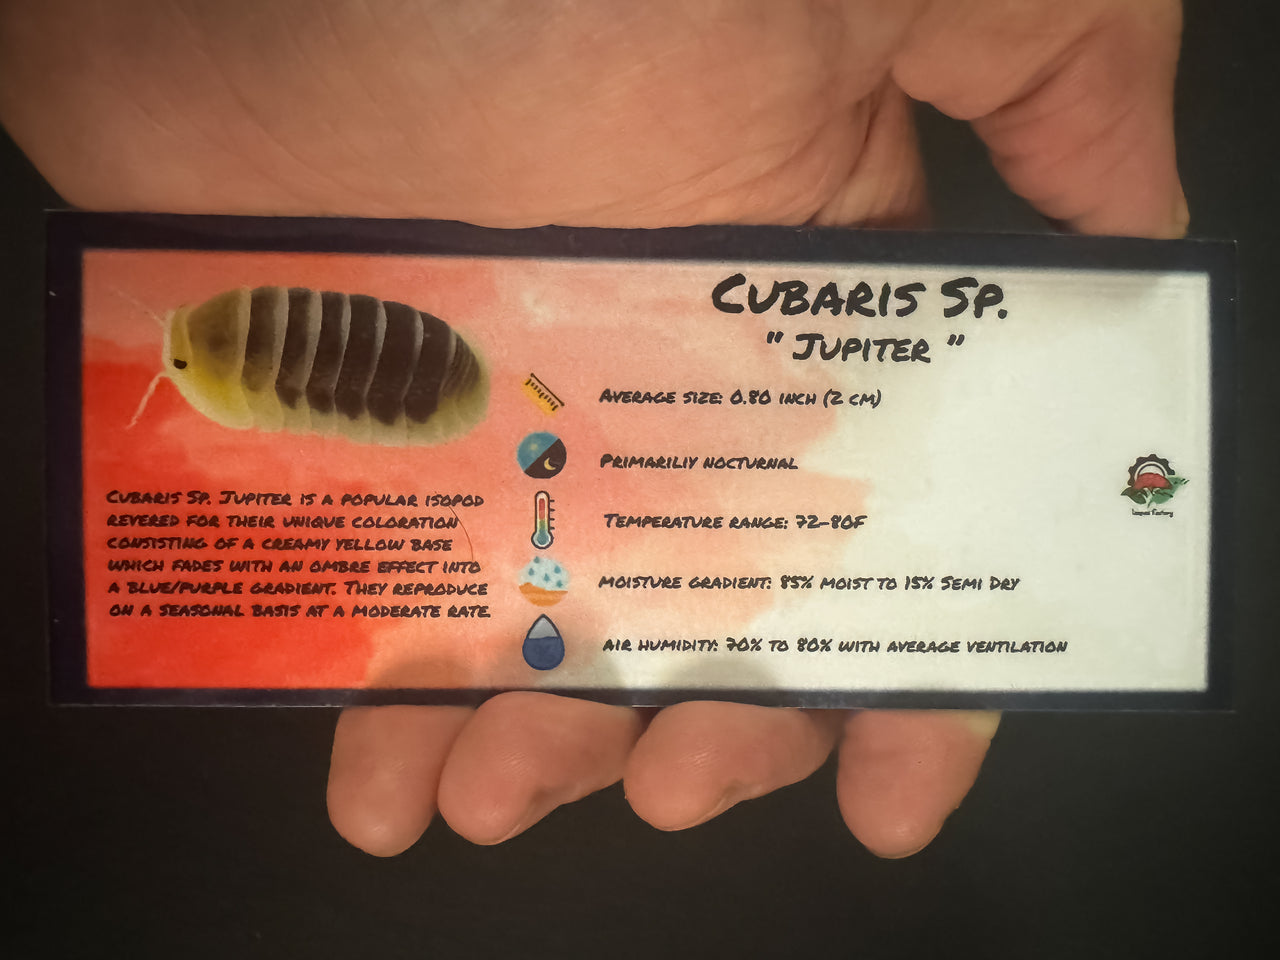 CUBARIS SP.
" JUPITER "
AVERAGE SIZE: 0.80 INCH (2 CM)
PRIMARILIY NOCTURNAL
TEMPERATURE RANGE: 72-80F
MOISTURE GRADIENT: 85% MOIST TO 15% SEMI DRY
AIR HUMIDITY: 70% TO 80% WITH AVERAGE VENTILATION
CUBARIS SP. JUPITER IS A POPULAR ISOPOD
REVERED FOR THEIR UNIQUE COLORATION
CONSISTING OF A CREAMY YELLOW BASE
WHICH FADES WITH AN OMBRE EFFECT INTO
A BLUE/PURPLE GRADIENT. THEY REPRODUCE
ON A SEASONAL BASIS AT A MODERATE RATE.
Isopod Factory